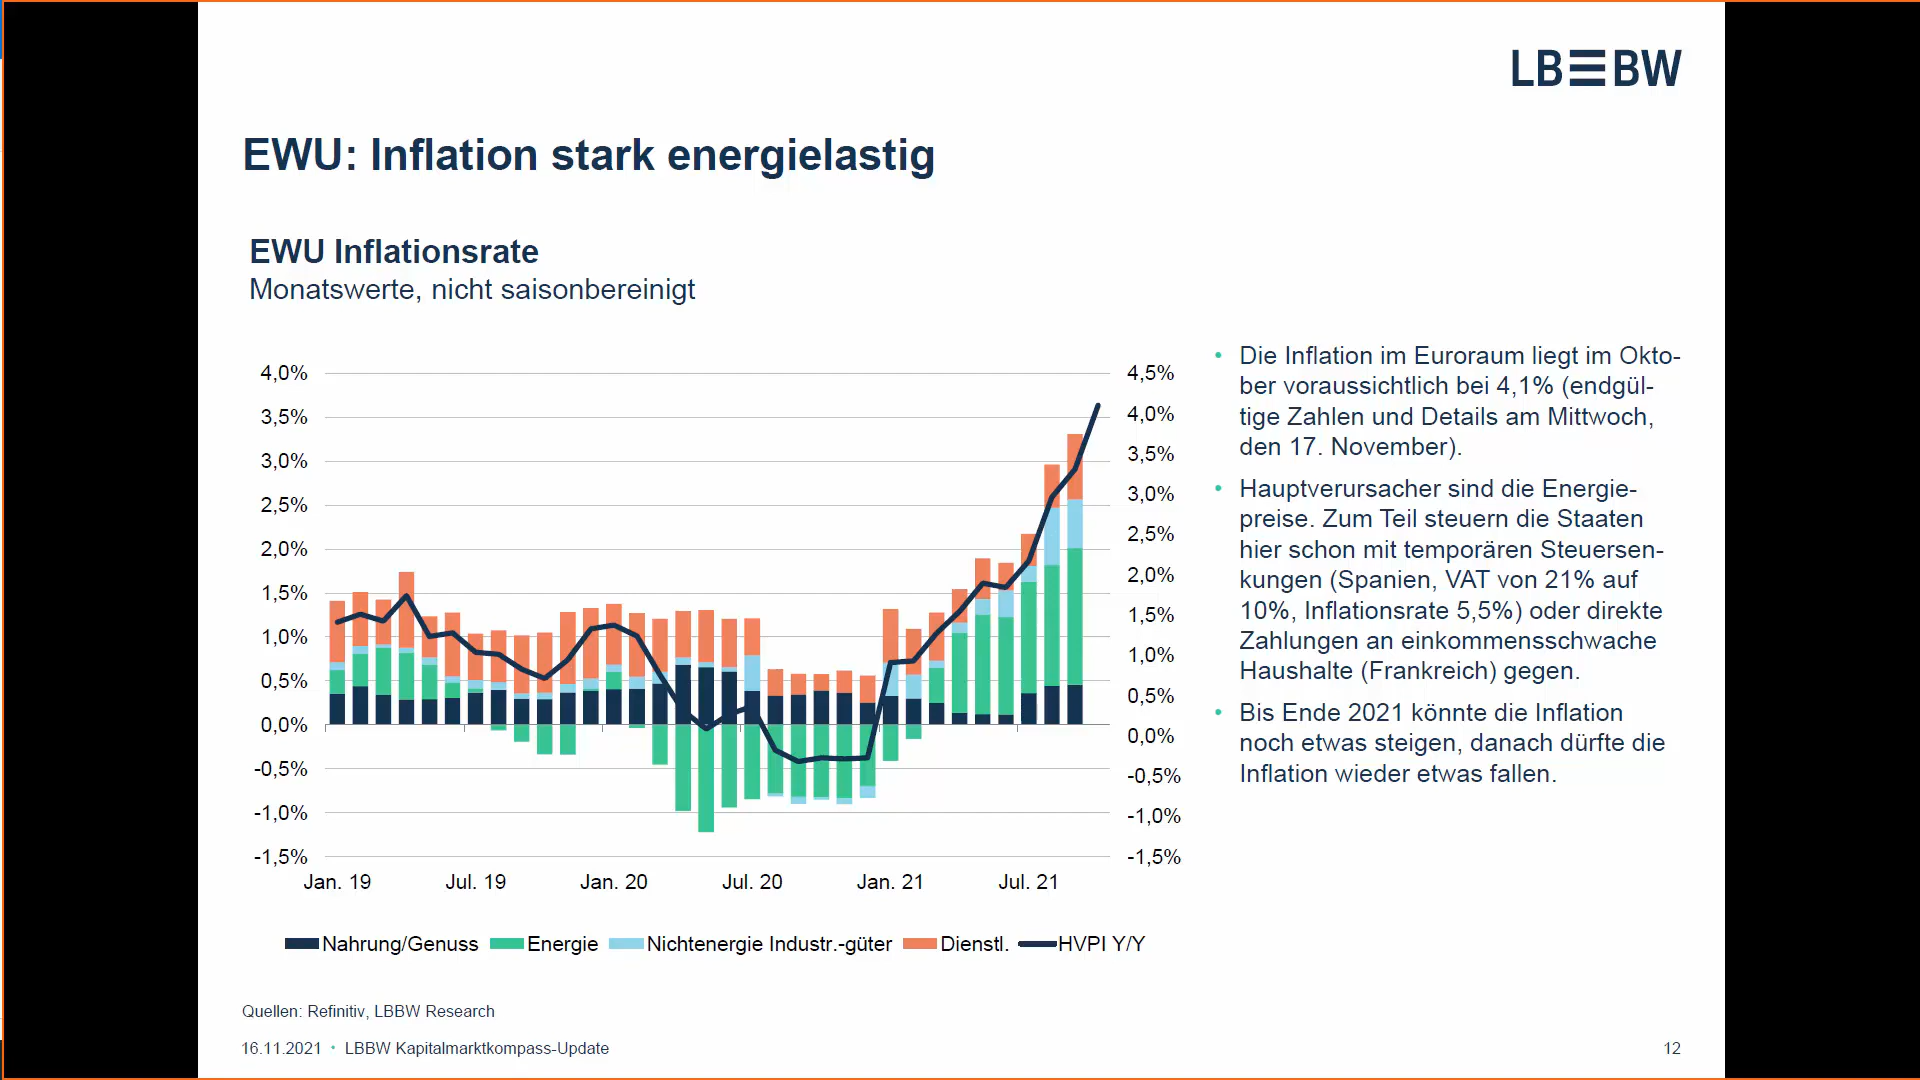 LBBW
EWU: Inflation stark energielastig
EWU Inflationsrate
Monatswerte, nicht saisonbereinigt
4,0%
3,5%
3,0%
2,5%
2,0%
1,5%
1,0%
0,5%
0,0%
-0,5%
-1,0%
-1,5%
4,5%
4,0%
3,5%
3,0%
2,5%
2,0%
1,5%
1,0%
0,5%
0,0%
-0,5%
-1,0%
-1,5%
Jan. 19 Jul. 19 Jan. 20 Jul. 20 Jan. 21 Jul. 21
Nahrung/Genuss Energie Nichtenergie Industr.-güter Dienstl. HVPI Y/Y
• Die Inflation im Euroraum liegt im Okto-
ber voraussichtlich bei 4,1% (endgül-
tige Zahlen und Details am Mittwoch,
den 17. November).
• Hauptverursacher sind die Energie-
preise. Zum Teil steuern die Staaten
hier schon mit temporären Steuersen-
kungen (Spanien, VAT von 21% auf
10%, Inflationsrate 5,5%) oder direkte
Zahlungen an einkommensschwache
Haushalte (Frankreich) gegen.
• Bis Ende 2021 könnte die Inflation
noch etwas steigen, danach dürfte die
Inflation wieder etwas fallen.
Quellen: Refinitiv, LBBW Research
16.11.2021 • LBBW Kapitalmarktkompass-Update
12